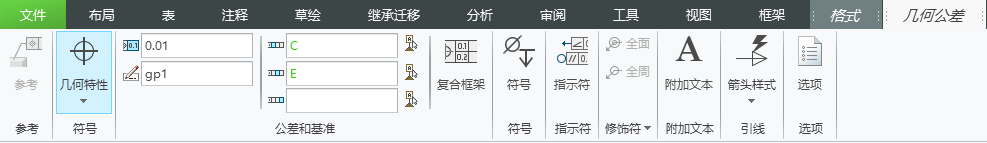 文件 布局 表 注释 草绘 继承迁移 分析 审阅 工具 视图 框架 格式 几何公差
0.01 C 全面
gp1 E 全周
参考 几何特性 复合框架 符号 指示符 附加文本 箭头样式 选项
参考 符号 公差和基准 符号 指示符 修饰符 附加文本 引线 选项